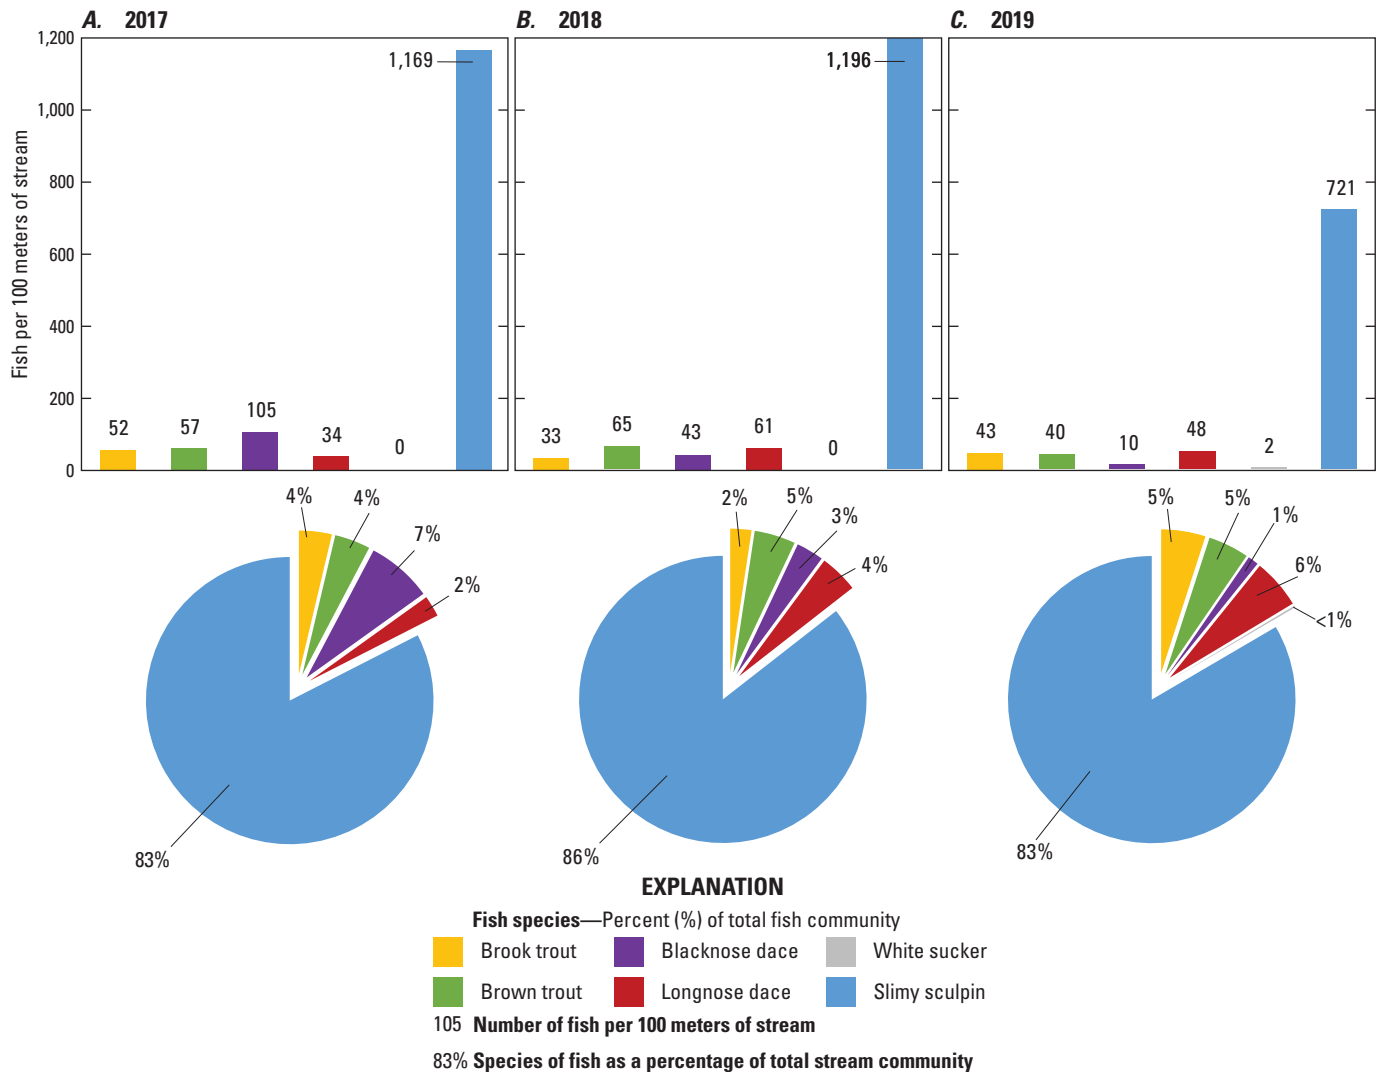 A. 2017
B. 2018
C. 2019
Fish per 100 meters of stream
1,200
1,000
800
600
400
200
0
52
57
105
34
0
1,169
33
65
43
61
0
1,196
43
40
10
48
2
721
4%
4%
7%
2%
83%
2%
5%
3%
4%
86%
5%
5%
1%
6%
<1%
83%
EXPLANATION
Fish species—Percent (%) of total fish community
Brook trout
Blacknose dace
White sucker
Brown trout
Longnose dace
Slimy sculpin
105 Number of fish per 100 meters of stream
83% Species of fish as a percentage of total stream community